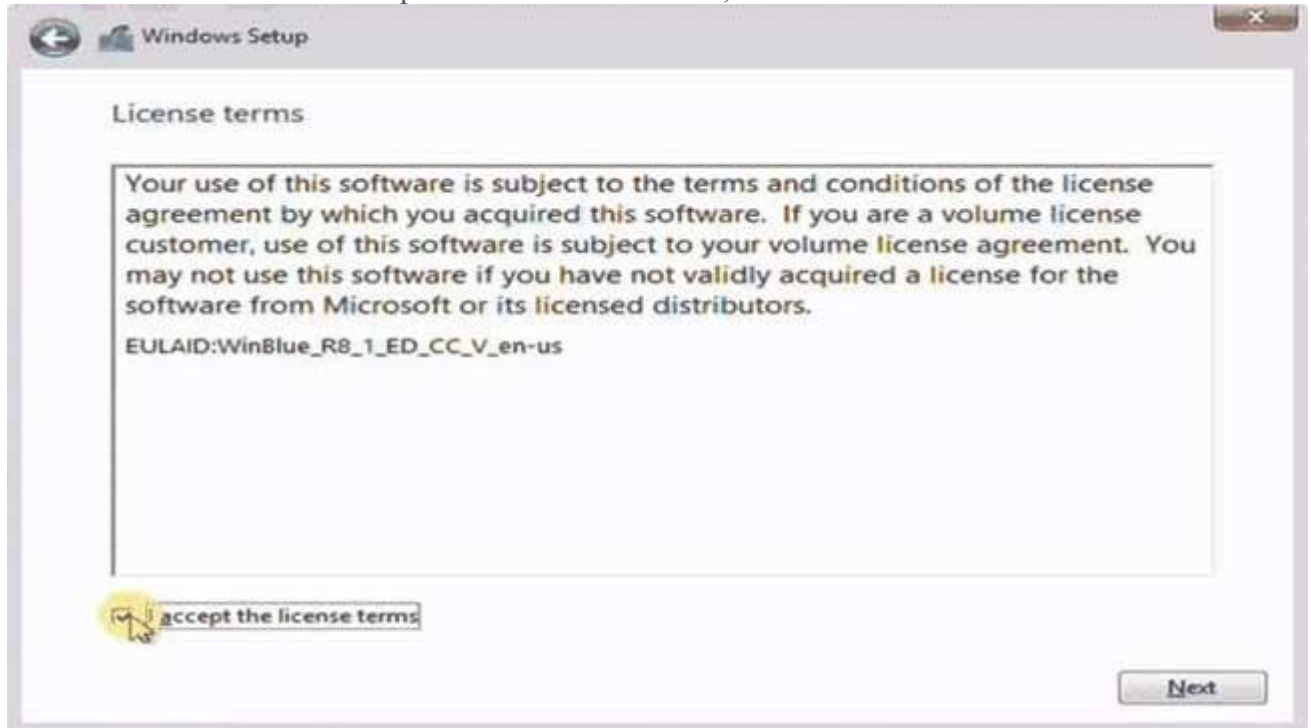 Windows Setup
License terms
Your use of this software is subject to the terms and conditions of the license
agreement by which you acquired this software.  If you are a volume license
customer, use of this software is subject to your volume license agreement.  You
may not use this software if you have not validly acquired a license for the
software from Microsoft or its licensed distributors.
EULAID:WinBlue_R8_1_ED_CC_V_en-us
I accept the license terms
Next